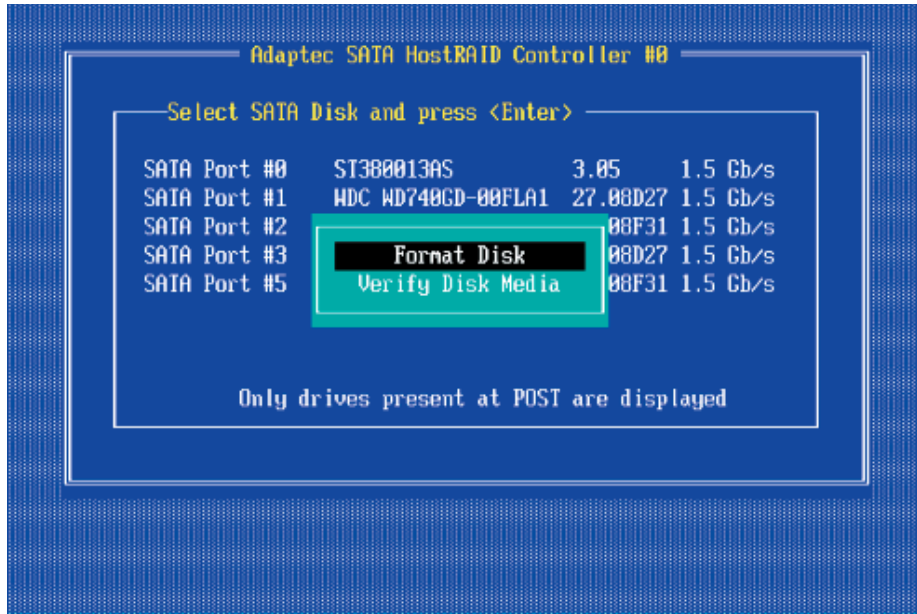 Adaptec SATA HostRAID Controller #0
Select SATA Disk and press <Enter>
SATA Port #0 ST380013AS 3.05 1.5 Gb/s
SATA Port #1 WDC WD740GD-00FLA1 27.08D27 1.5 Gb/s
SATA Port #2 08F31 1.5 Gb/s
Format Disk
SATA Port #3 08D27 1.5 Gb/s
Verify Disk Media
SATA Port #5 08F31 1.5 Gb/s
Only drives present at POST are displayed